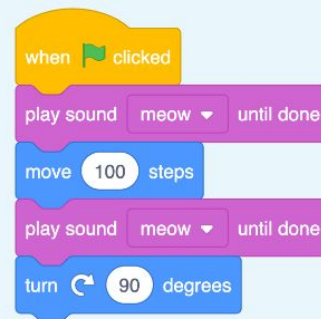 when clicked
play sound meow until done
move 100 steps
play sound meow until done
turn 90 degrees